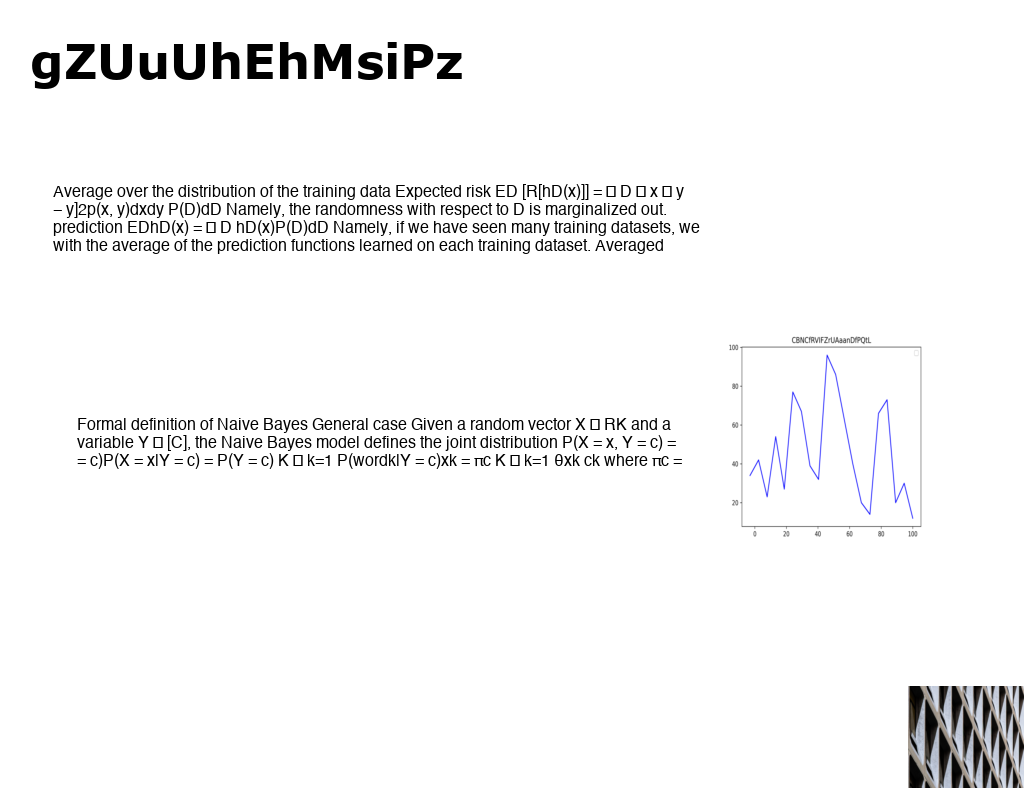 gZUuUhEhMsiPz
Average over the distribution of the training data Expected risk ED [R[hD(x)]] = � D � x � y
– y]2p(x, y)dxdy P(D)dD Namely, the randomness with respect to D is marginalized out.
prediction EDhD(x) = � D hD(x)P(D)dD Namely, if we have seen many training datasets, we
with the average of the prediction functions learned on each training dataset. Averaged
CBNCfRVIFZrUAaanDfPQtL
100
80
60
40
20
0 20 40 60 80 100
Formal definition of Naive Bayes General case Given a random vector X � RK and a
variable Y � [C], the Naive Bayes model defines the joint distribution P(X = x, Y = c) =
= c)P(X = x|Y = c) = P(Y = c) K � k=1 P(wordk|Y = c)xk = πc K � k=1 θxk ck where πc =